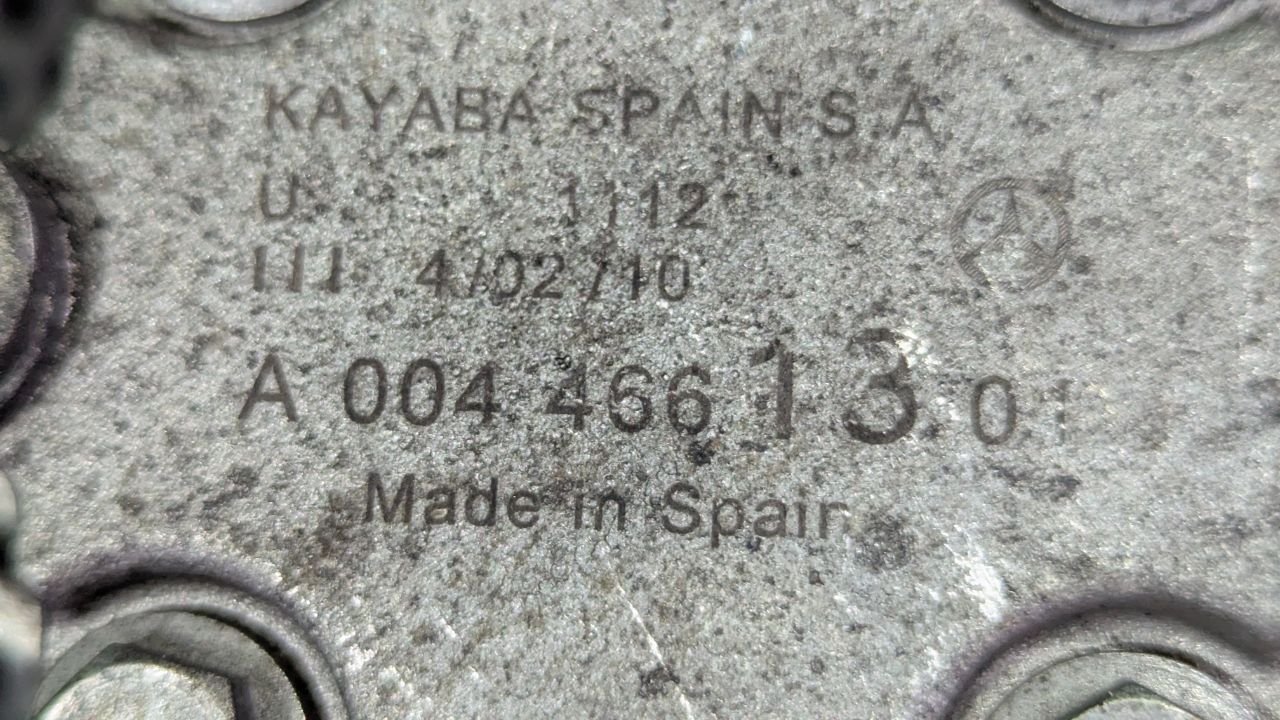 KAYABA SPAIN S.A
U 1112
III 4/02/10
A 004 466 13 01
Made in Spain